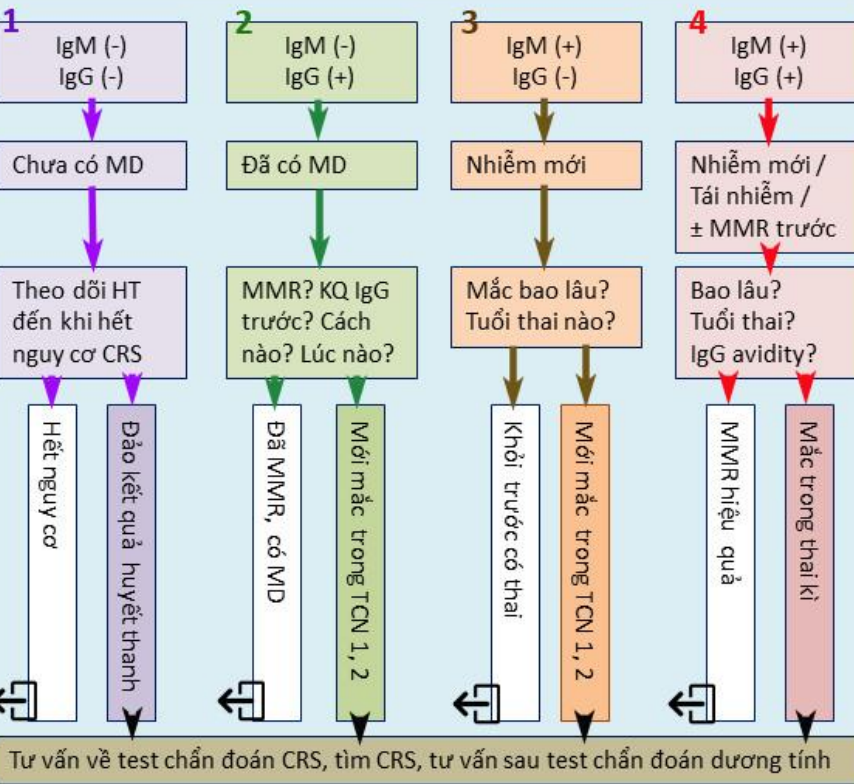 1
IgM (-)
IgG (-)
Chưa có MD
Theo dõi HT
đến khi hết
nguy cơ CRS
Hết nguy cơ
Đảo kết quả huyết thanh
2
IgM (-)
IgG (+)
Đã có MD
MMR? KQ IgG
trước? Cách
nào? Lúc nào?
Đã MMR, có MD
Mới mắc trong TCN 1, 2
3
IgM (+)
IgG (-)
Nhiễm mới
Mắc bao lâu?
Tuổi thai nào?
Khỏi trước có thai
Mới mắc trong TCN 1, 2
4
IgM (+)
IgG (+)
Nhiễm mới /
Tái nhiễm /
± MMR trước
Bao lâu?
Tuổi thai?
IgG avidity?
MMR hiệu quả
Mắc trong thai kì
Tư vấn về test chẩn đoán CRS, tìm CRS, tư vấn sau test chẩn đoán dương tính